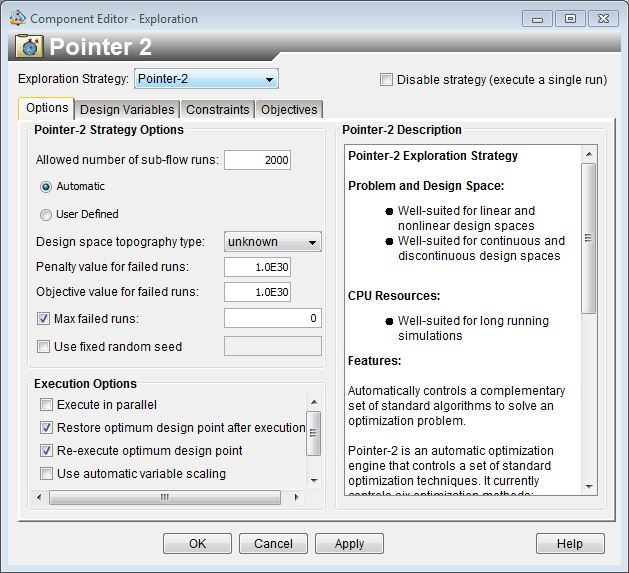 Component Editor - Exploration
Pointer 2
Exploration Strategy: Pointer-2
Disable strategy (execute a single run)
Options Design Variables Constraints Objectives
Pointer-2 Strategy Options
Allowed number of sub-flow runs: 2000
Automatic
User Defined
Design space topography type: unknown
Penalty value for failed runs: 1.0E30
Objective value for failed runs: 1.0E30
Max failed runs: 0
Use fixed random seed
Execution Options
Execute in parallel
Restore optimum design point after execution
Re-execute optimum design point
Use automatic variable scaling
Pointer-2 Description
Pointer-2 Exploration Strategy
Problem and Design Space:
Well-suited for linear and
nonlinear design spaces
Well-suited for continuous and
discontinuous design spaces
CPU Resources:
Well-suited for long running
simulations
Features:
Automatically controls a complementary
set of standard algorithms to solve an
optimization problem.
Pointer-2 is an automatic optimization
engine that controls a set of standard
optimization techniques. It currently
controls six optimization methods:
OK Cancel Apply Help